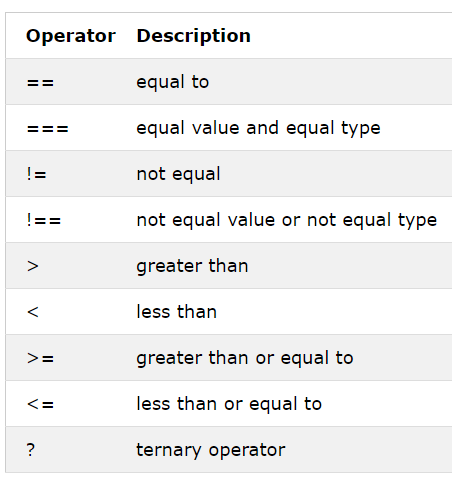 Operator Description
== equal to
=== equal value and equal type
!= not equal
!== not equal value or not equal type
> greater than
< less than
>= greater than or equal to
<= less than or equal to
? ternary operator